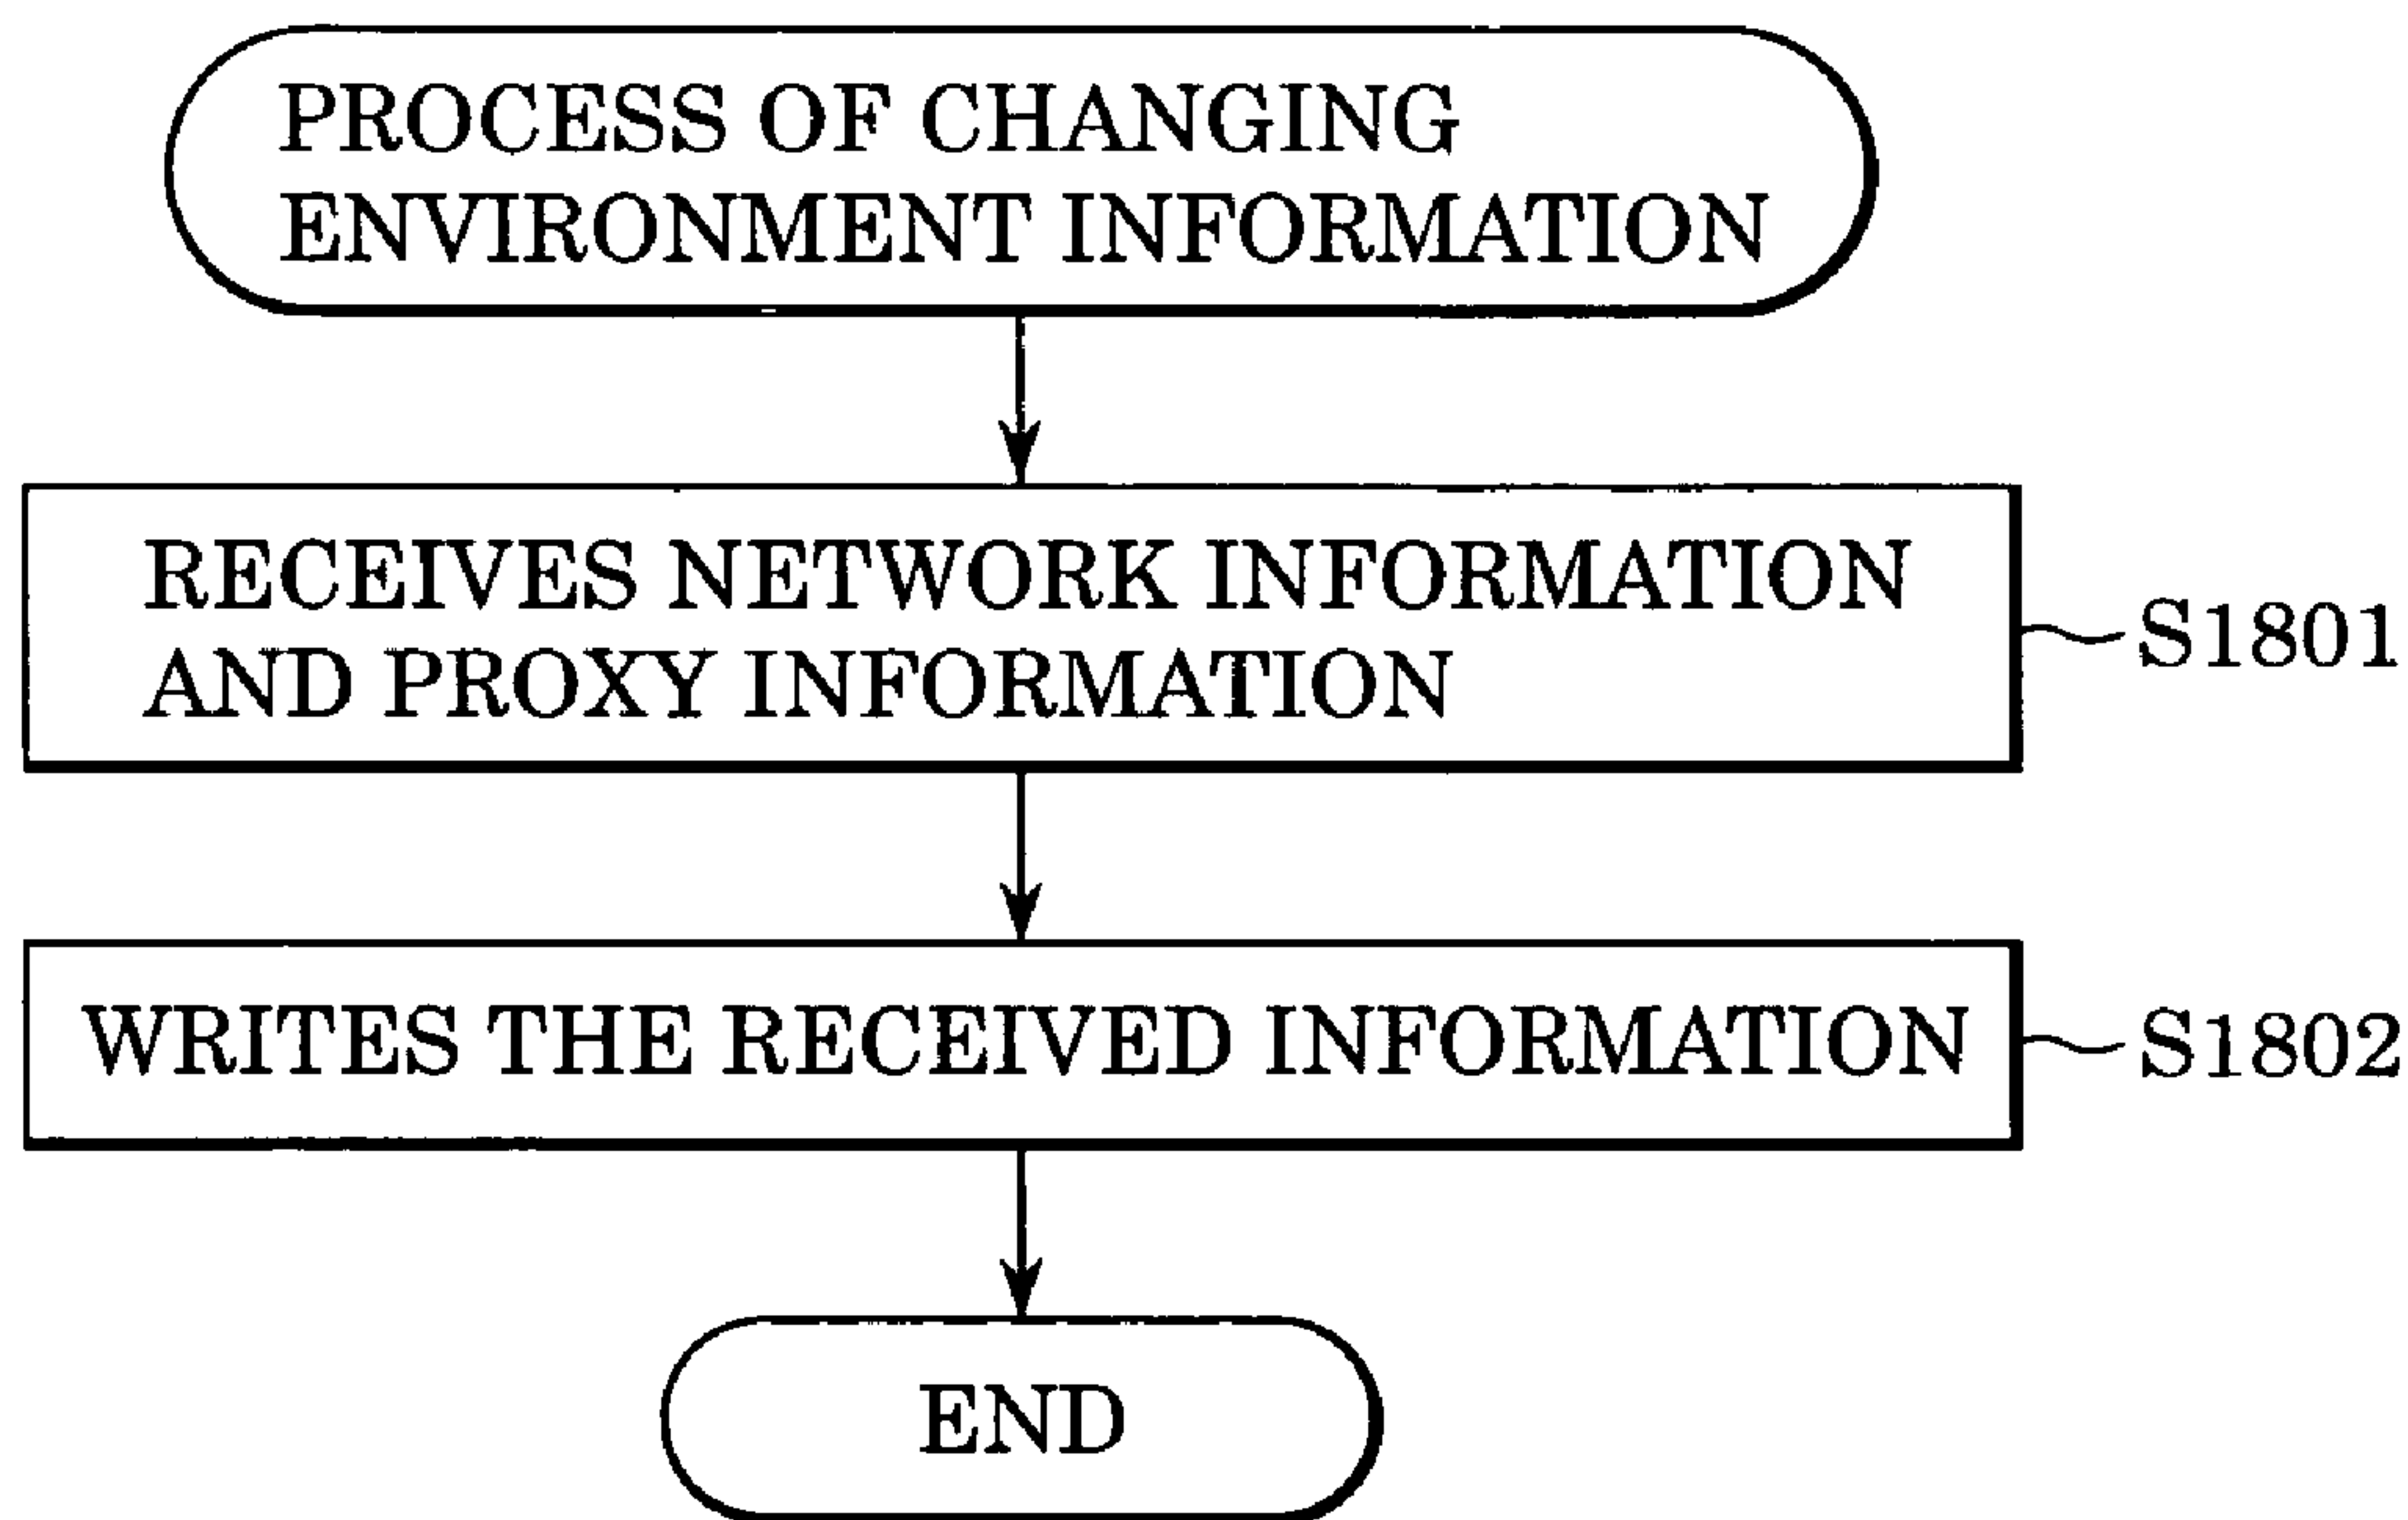 PROCESS OF CHANGING
ENVIRONMENT INFORMATION
RECEIVES NETWORK INFORMATION
AND PROXY INFORMATION
S1801
WRITES THE RECEIVED INFORMATION
S1802
END